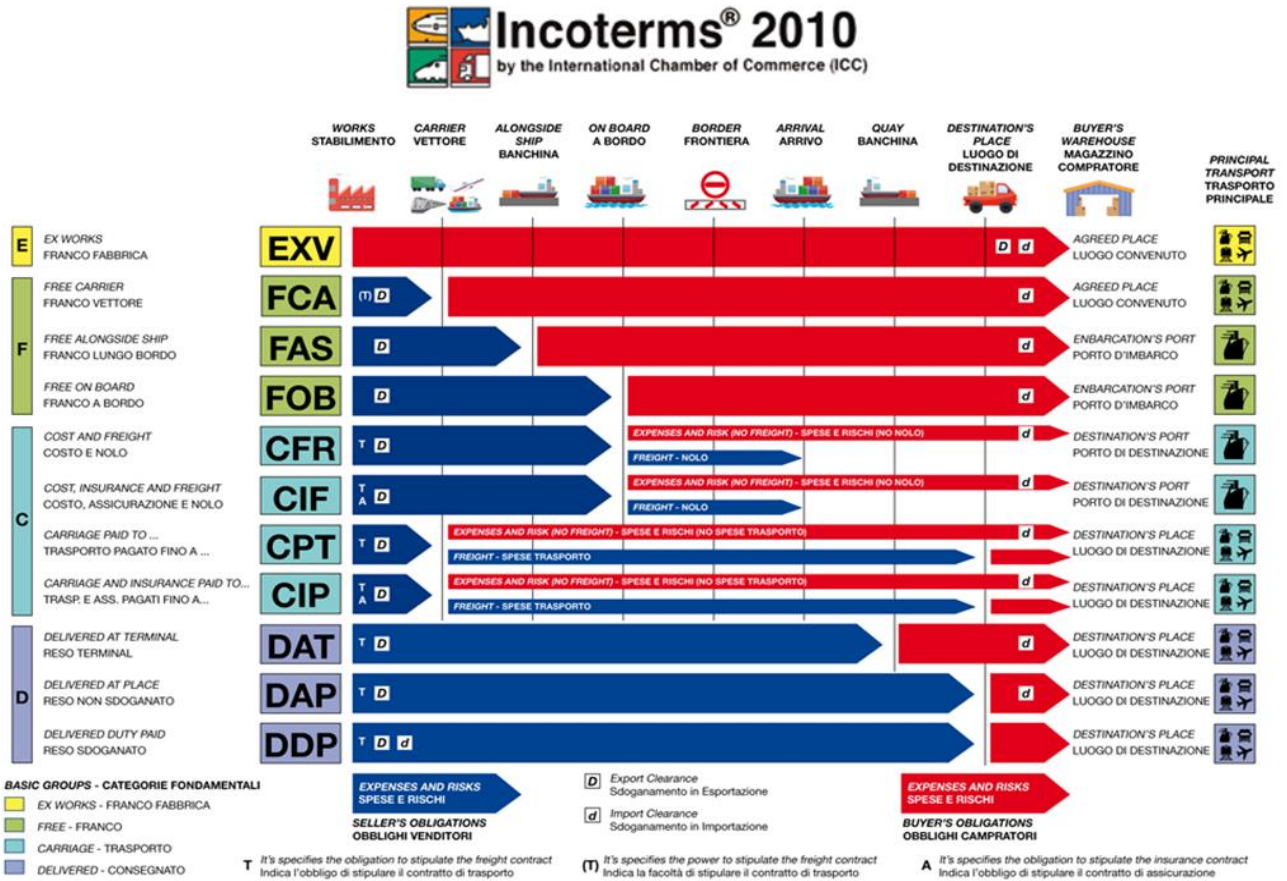 Incoterms® 2010
by the International Chamber of Commerce (ICC)
WORKS
STABILIMENTO
CARRIER
VETTORE
ALONGSIDE
SHIP
BANCHINA
ON BOARD
A BORDO
BORDER
FRONTIERA
ARRIVAL
ARRIVO
QUAY
BANCHINA
DESTINATION'S
PLACE
LUOGO DI
DESTINAZIONE
BUYER'S
WAREHOUSE
MAGAZZINO
COMPRATORE
PRINCIPAL
TRANSPORT
TRASPORTO
PRINCIPALE
E
EX WORKS
FRANCO FABBRICA
EXV
D d
AGREED PLACE
LUOGO CONVENUTO
F
FREE CARRIER
FRANCO VETTORE
FCA
(T) D
d
AGREED PLACE
LUOGO CONVENUTO
FREE ALONGSIDE SHIP
FRANCO LUNGO BORDO
FAS
D
d
ENBARCATION'S PORT
PORTO D'IMBARCO
FREE ON BOARD
FRANCO A BORDO
FOB
D
d
ENBARCATION'S PORT
PORTO D'IMBARCO
C
COST AND FREIGHT
COSTO E NOLO
CFR
T D
EXPENSES AND RISK (NO FREIGHT) - SPESE E RISCHI (NO NOLO)
d
FREIGHT - NOLO
DESTINATION'S PORT
PORTO DI DESTINAZIONE
COST, INSURANCE AND FREIGHT
COSTO, ASSICURAZIONE E NOLO
CIF
T
A D
EXPENSES AND RISK (NO FREIGHT) - SPESE E RISCHI (NO NOLO)
d
FREIGHT - NOLO
DESTINATION'S PORT
PORTO DI DESTINAZIONE
CARRIAGE PAID TO ...
TRASPORTO PAGATO FINO A ...
CPT
T D
EXPENSES AND RISK (NO FREIGHT) - SPESE E RISCHI (NO SPESE TRASPORTO)
d
FREIGHT - SPESE TRASPORTO
DESTINATION'S PLACE
LUOGO DI DESTINAZIONE
CARRIAGE AND INSURANCE PAID TO...
TRASP. E ASS. PAGATI FINO A...
CIP
T
A D
EXPENSES AND RISK (NO FREIGHT) - SPESE E RISCHI (NO SPESE TRASPORTO)
d
FREIGHT - SPESE TRASPORTO
DESTINATION'S PLACE
LUOGO DI DESTINAZIONE
D
DELIVERED AT TERMINAL
RESO TERMINAL
DAT
T D
d
DESTINATION'S PLACE
LUOGO DI DESTINAZIONE
DELIVERED AT PLACE
RESO NON SDOGANATO
DAP
T D
d
DESTINATION'S PLACE
LUOGO DI DESTINAZIONE
DELIVERED DUTY PAID
RESO SDOGANATO
DDP
T D d
DESTINATION'S PLACE
LUOGO DI DESTINAZIONE
BASIC GROUPS - CATEGORIE FONDAMENTALI
EX WORKS - FRANCO FABBRICA
FREE - FRANCO
CARRIAGE - TRASPORTO
DELIVERED - CONSEGNATO
EXPENSES AND RISKS
SPESE E RISCHI
SELLER'S OBLIGATIONS
OBBLIGHI VENDITORI
D Export Clearance
Sdoganamento in Esportazione
d Import Clearance
Sdoganamento in Importazione
EXPENSES AND RISKS
SPESE E RISCHI
BUYER'S OBLIGATIONS
OBBLIGHI CAMPRATORI
T It's specifies the obligation to stipulate the freight contract
Indica l'obbligo di stipulare il contratto di trasporto
(T) It's specifies the power to stipulate the freight contract
Indica la facoltà di stipulare il contratto di trasporto
A It's specifies the obligation to stipulate the insurance contract
Indica l'obbligo di stipulare il contratto di assicurazione